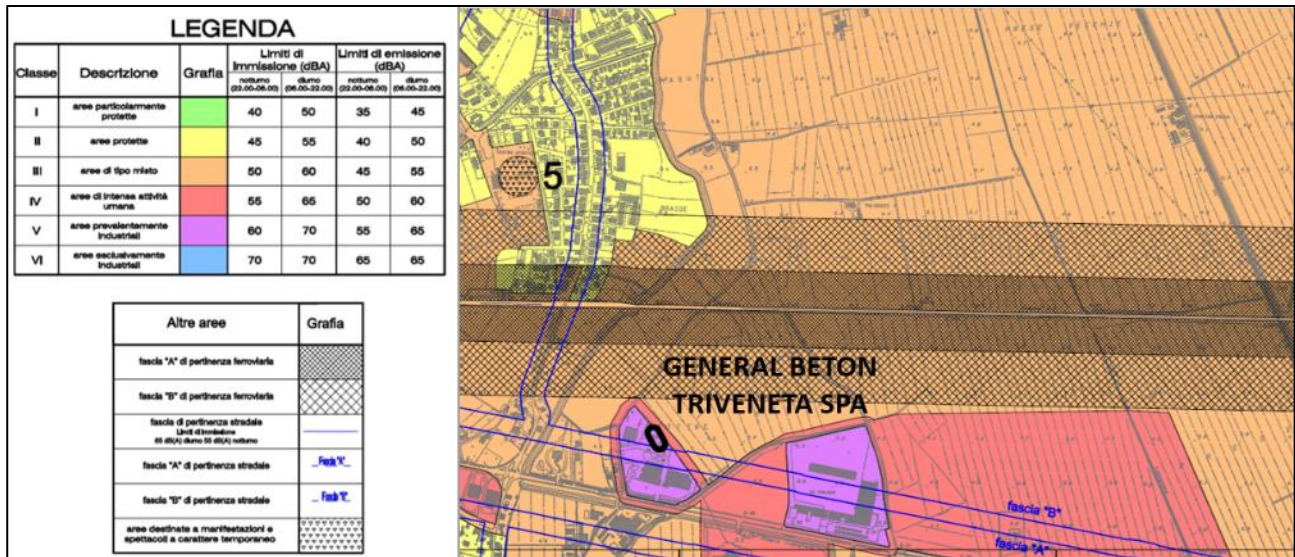 LEGENDA
Classe Descrizione Grafia Limiti di immissione (dBA) Limiti di emissione (dBA)
notturno (22.00-06.00) diurno (06.00-22.00) notturno (22.00-06.00) diurno (06.00-22.00)
I aree particolarmente protette 40 50 35 45
II aree protette 45 55 40 50
III aree di tipo misto 50 60 45 55
IV aree di intensa attività umana 55 65 50 60
V aree prevalentemente industriali 60 70 55 65
VI aree esclusivamente industriali 70 70 65 65
Altre aree Grafia
fascia "A" di pertinenza ferroviaria
fascia "B" di pertinenza ferroviaria
fascia di pertinenza stradale
Limiti di immissione
65 dB(A) diurno 55 dB(A) notturno
fascia "A" di pertinenza stradale Fascia "A"
fascia "B" di pertinenza stradale Fascia "B"
aree destinate a manifestazioni e
spettacoli a carattere temporaneo
5
GENERAL BETON
TRIVENETA SPA
0
fascia "B"
fascia "A"